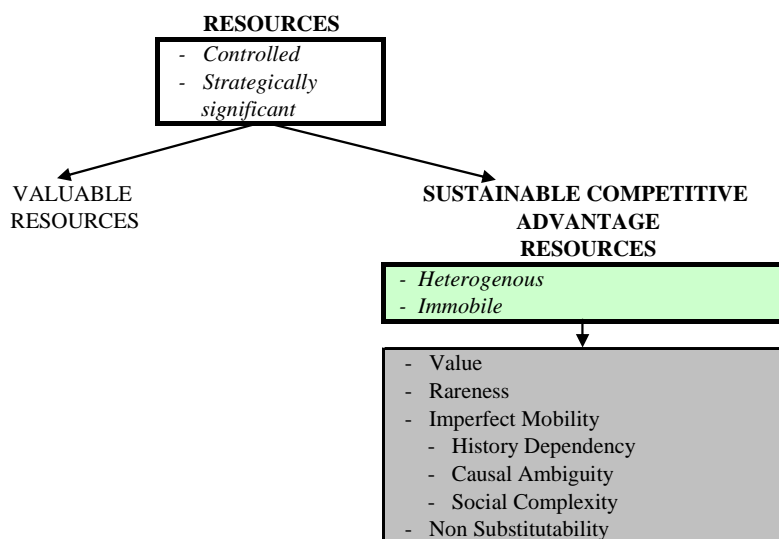 RESOURCES
- Controlled
- Strategically
significant
VALUABLE
RESOURCES
SUSTAINABLE COMPETITIVE
ADVANTAGE
RESOURCES
- Heterogenous
- Immobile
- Value
- Rareness
- Imperfect Mobility
- History Dependency
- Causal Ambiguity
- Social Complexity
- Non Substitutability